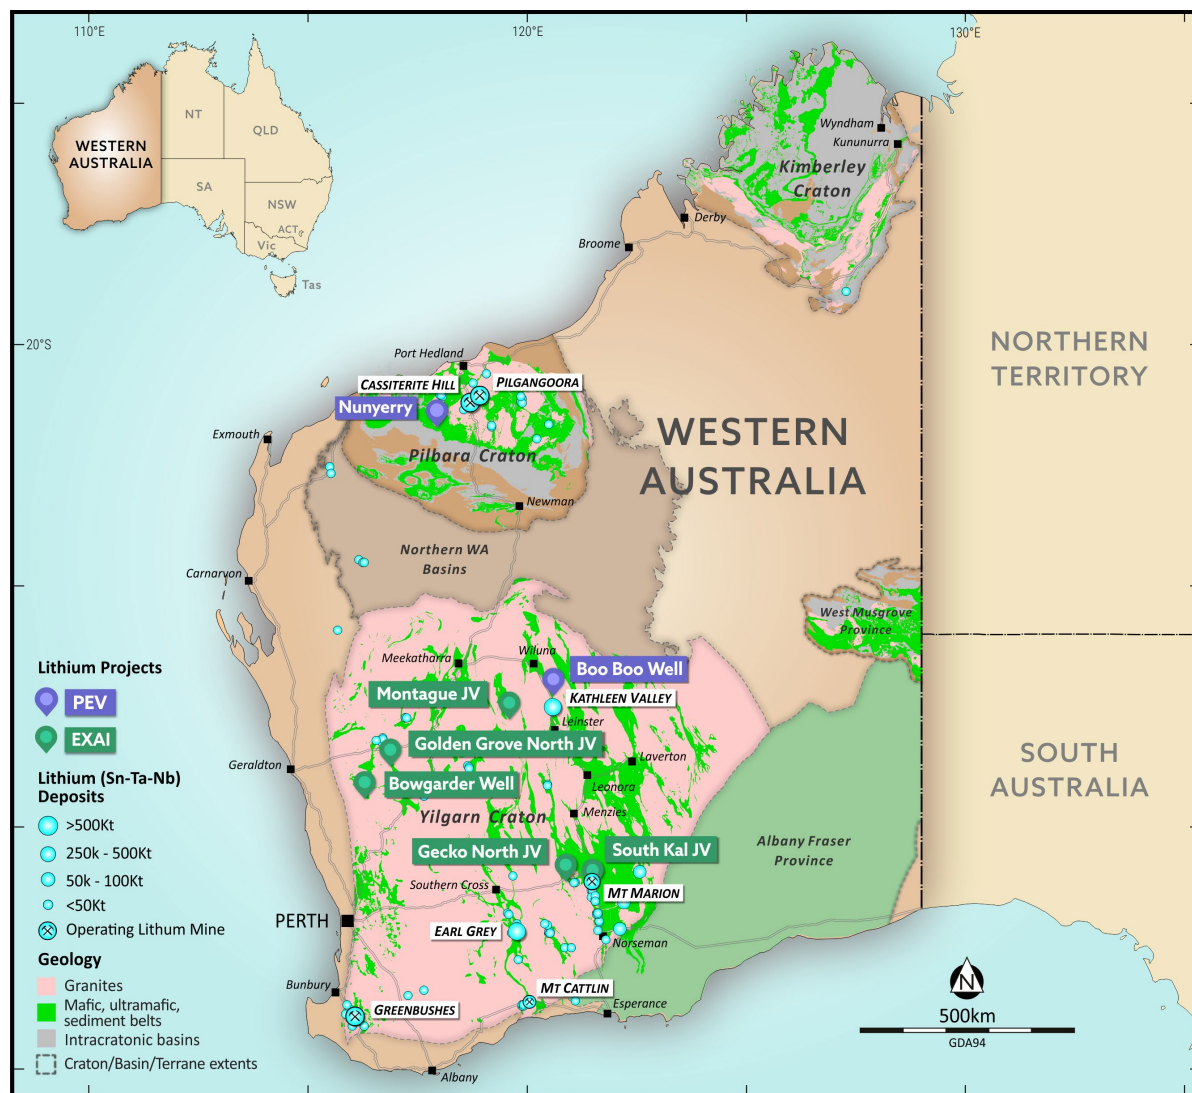 110°E
120°E
130°E
20°S
NT
QLD
WESTERN
AUSTRALIA
SA
NSW
ACT
Vic
Tas
Wyndham
Kununurra
Kimberley
Craton
Derby
Broome
NORTHERN
TERRITORY
Port Hedland
CASSITERITE HILL
PILGANGOORA
Nunyerry
WESTERN
AUSTRALIA
Exmouth
Pilbara Craton
Newman
Northern WA
Basins
Carnarvon
West Musgrove
Province
Meekatharra
Wiluna
Boo Boo Well
Montague JV
KATHLEEN VALLEY
Leinster
Golden Grove North JV
Laverton
Geraldton
Bowgarder Well
Leonora
Yilgarn Craton
Menzies
SOUTH
AUSTRALIA
Albany Fraser
Province
Gecko North JV
South Kal JV
Southern Cross
MT MARION
PERTH
EARL GREY
Norseman
Bunbury
MT CATTLIN
GREENBUSHES
Esperance
Albany
Lithium Projects
PEV
EXAI
Lithium (Sn-Ta-Nb)
Deposits
>500Kt
250k - 500Kt
50k - 100Kt
<50Kt
Operating Lithum Mine
Geology
Granites
Mafic, ultramafic,
sediment belts
Intracratonic basins
Craton/Basin/Terrane extents
N
500km
GDA94